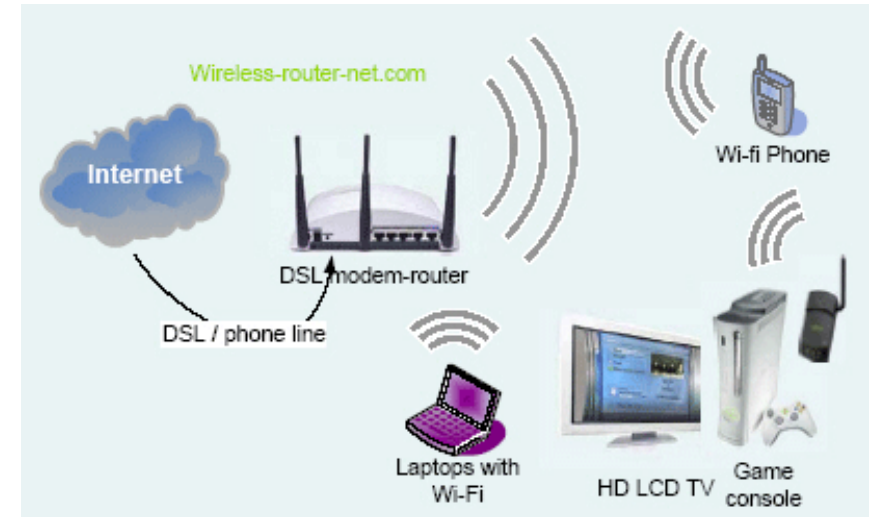 Wireless-router-net.com
Internet
DSL modem-router
DSL / phone line
Wi-fi Phone
Laptops with
Wi-Fi
HD LCD TV
Game
console